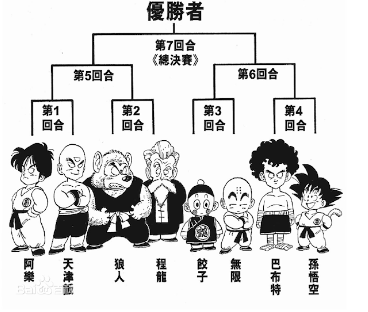 優勝者
第7回合
《總決賽》
第5回合
第6回合
第1
回合
第2
回合
第3
回合
第4
回合
阿樂
天津飯
狼人
程龍
餃子
無限
巴布特
孫悟空